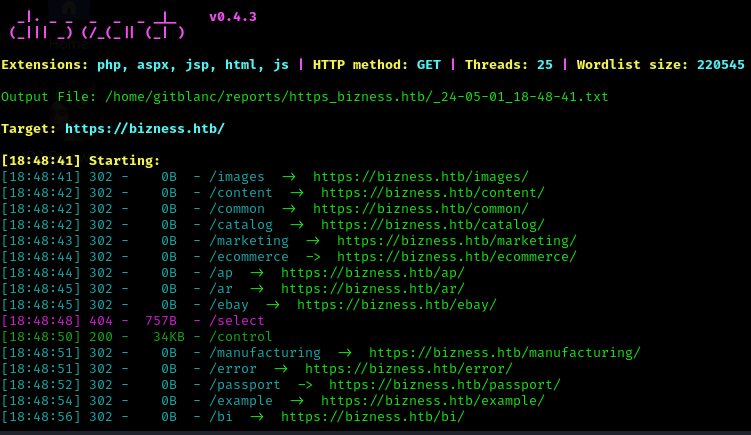 v0.4.3
Extensions: php, aspx, jsp, html, js | HTTP method: GET | Threads: 25 | Wordlist size: 220545
Output File: /home/gitblanc/reports/https_bizness.htb/_24-05-01_18-48-41.txt
Target: https://bizness.htb/
[18:48:41] Starting:
[18:48:41] 302 -    0B  - /images  ->  https://bizness.htb/images/
[18:48:42] 302 -    0B  - /content  ->  https://bizness.htb/content/
[18:48:42] 302 -    0B  - /common  ->  https://bizness.htb/common/
[18:48:42] 302 -    0B  - /catalog  ->  https://bizness.htb/catalog/
[18:48:43] 302 -    0B  - /marketing  ->  https://bizness.htb/marketing/
[18:48:44] 302 -    0B  - /ecommerce  ->  https://bizness.htb/ecommerce/
[18:48:44] 302 -    0B  - /ap  ->  https://bizness.htb/ap/
[18:48:45] 302 -    0B  - /ar  ->  https://bizness.htb/ar/
[18:48:45] 302 -    0B  - /ebay  ->  https://bizness.htb/ebay/
[18:48:48] 404 -  757B  - /select
[18:48:50] 200 -   34KB - /control
[18:48:51] 302 -    0B  - /manufacturing  ->  https://bizness.htb/manufacturing/
[18:48:51] 302 -    0B  - /error  ->  https://bizness.htb/error/
[18:48:52] 302 -    0B  - /passport  ->  https://bizness.htb/passport/
[18:48:54] 302 -    0B  - /example  ->  https://bizness.htb/example/
[18:48:56] 302 -    0B  - /bi  ->  https://bizness.htb/bi/